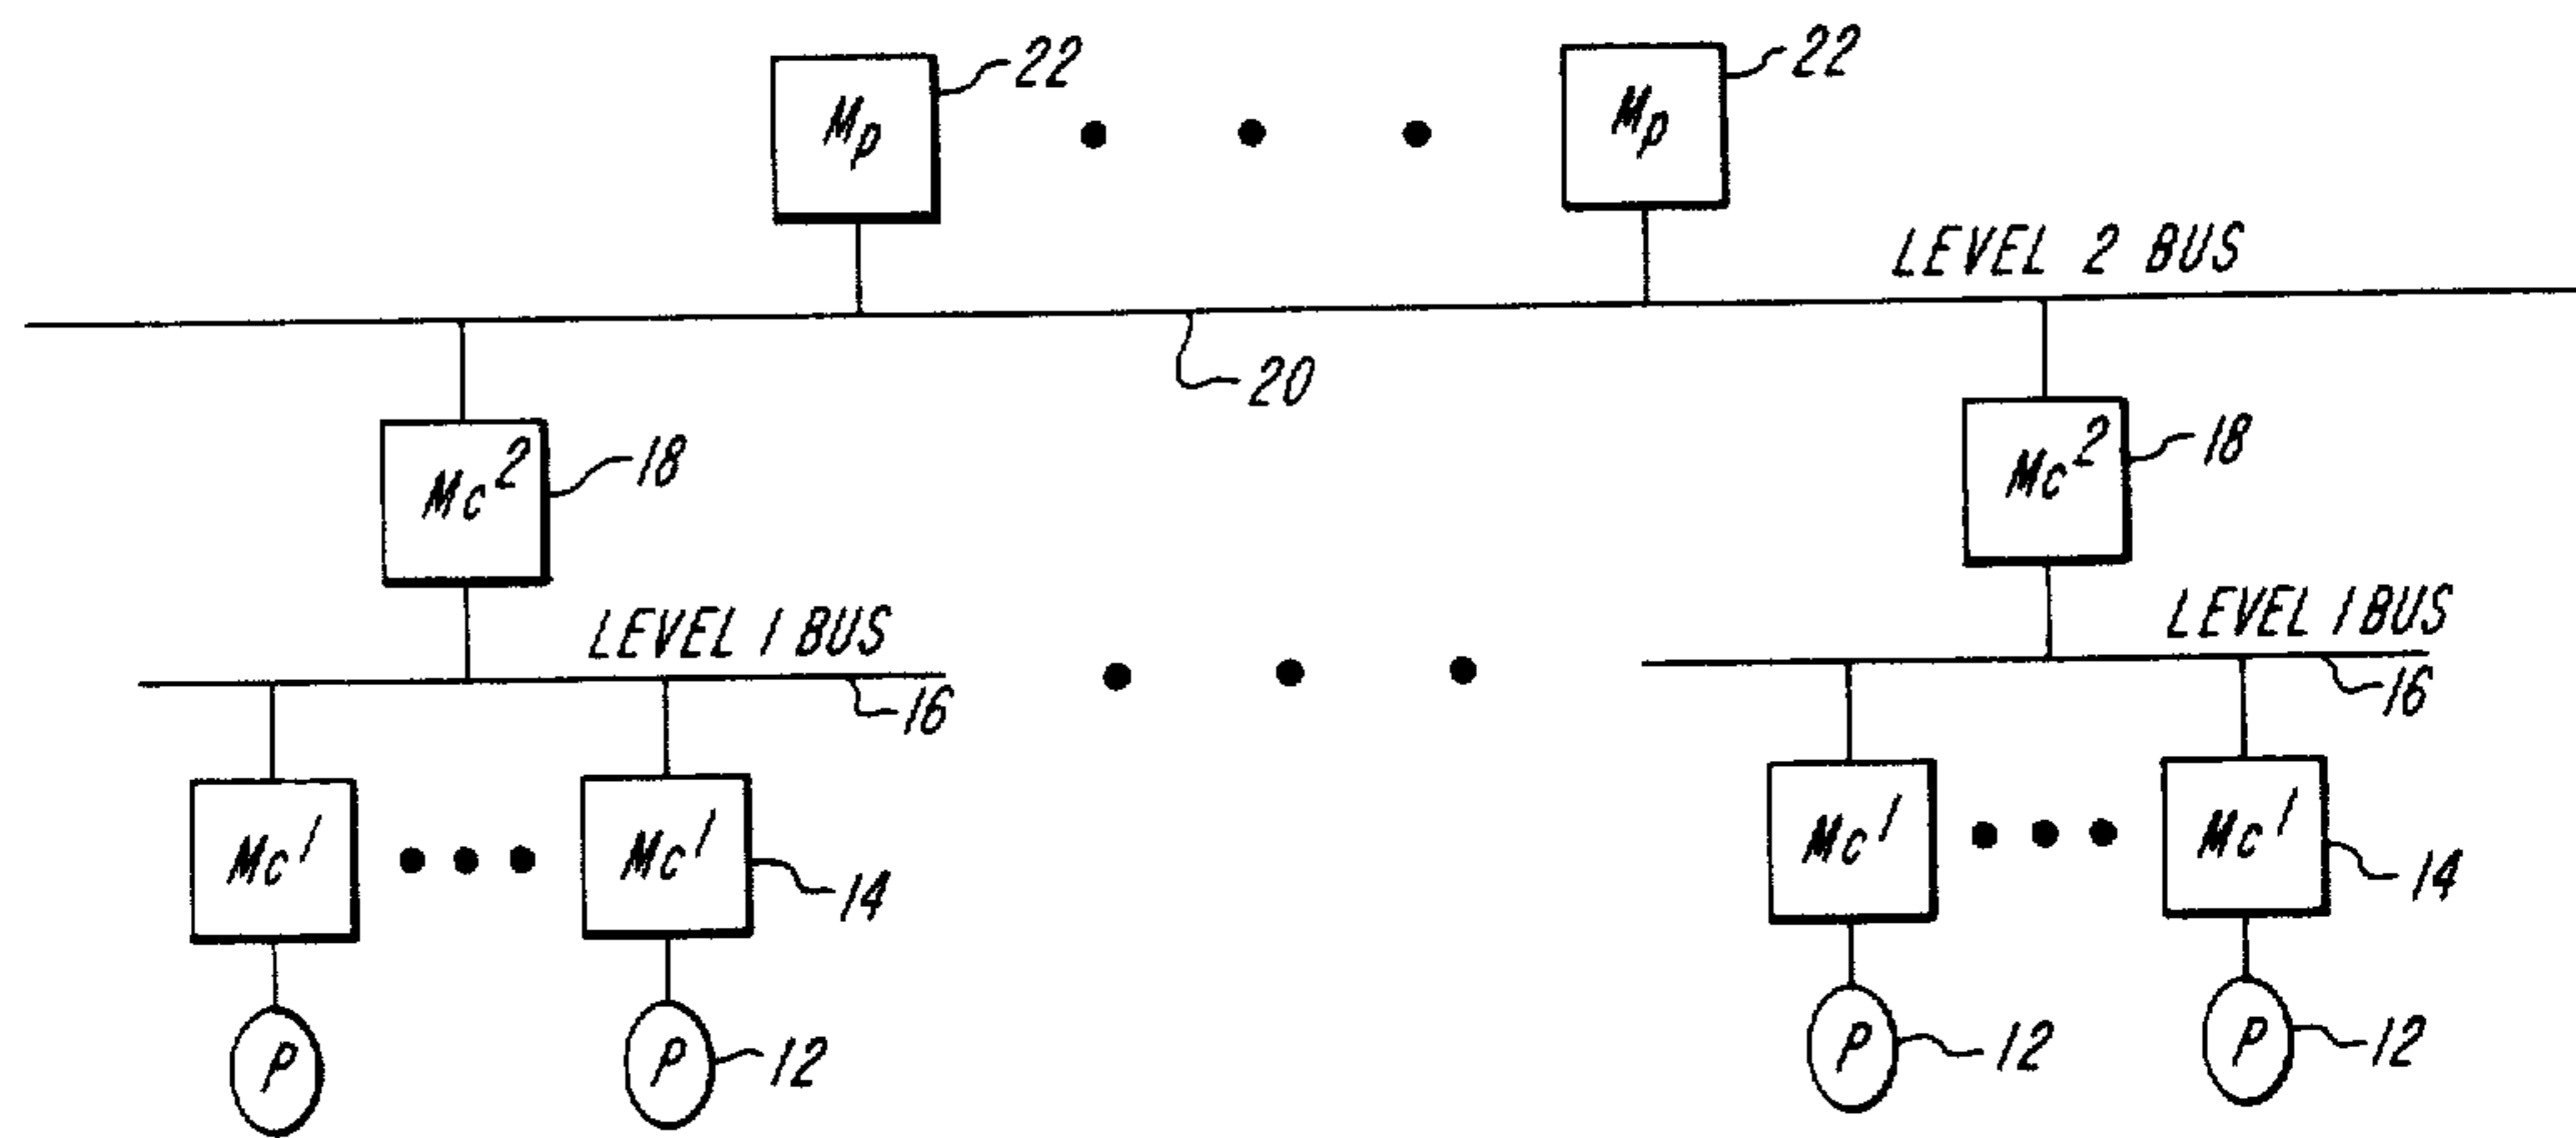 Mp 22 Mp 22
LEVEL 2 BUS
20
Mc² 18 Mc² 18
LEVEL 1 BUS LEVEL 1 BUS
16 16
Mc¹ Mc¹ 14 Mc¹ Mc¹ 14
P P 12 P 12 P 12